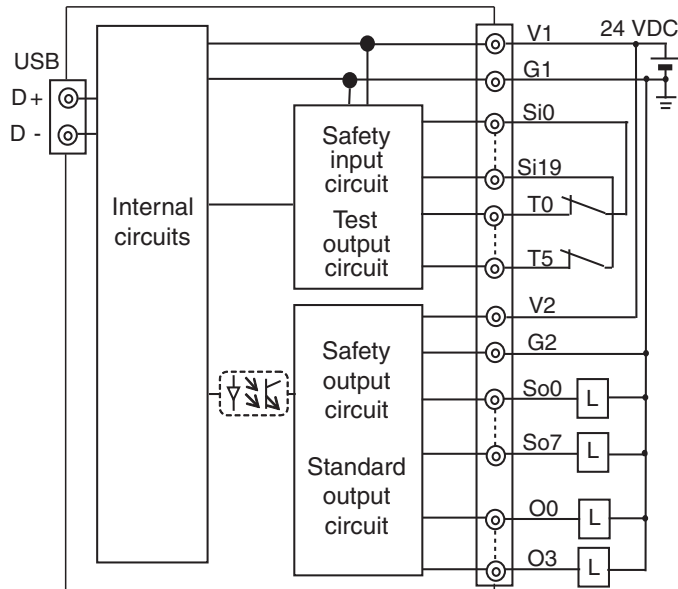 V1
24 VDC
USB
G1
D+
D -
Si0
Safety
input
circuit
Si19
T0
Internal
circuits
Test
output
circuit
T5
V2
G2
Safety
output
circuit
So0
L
So7
L
Standard
output
circuit
O0
L
O3
L